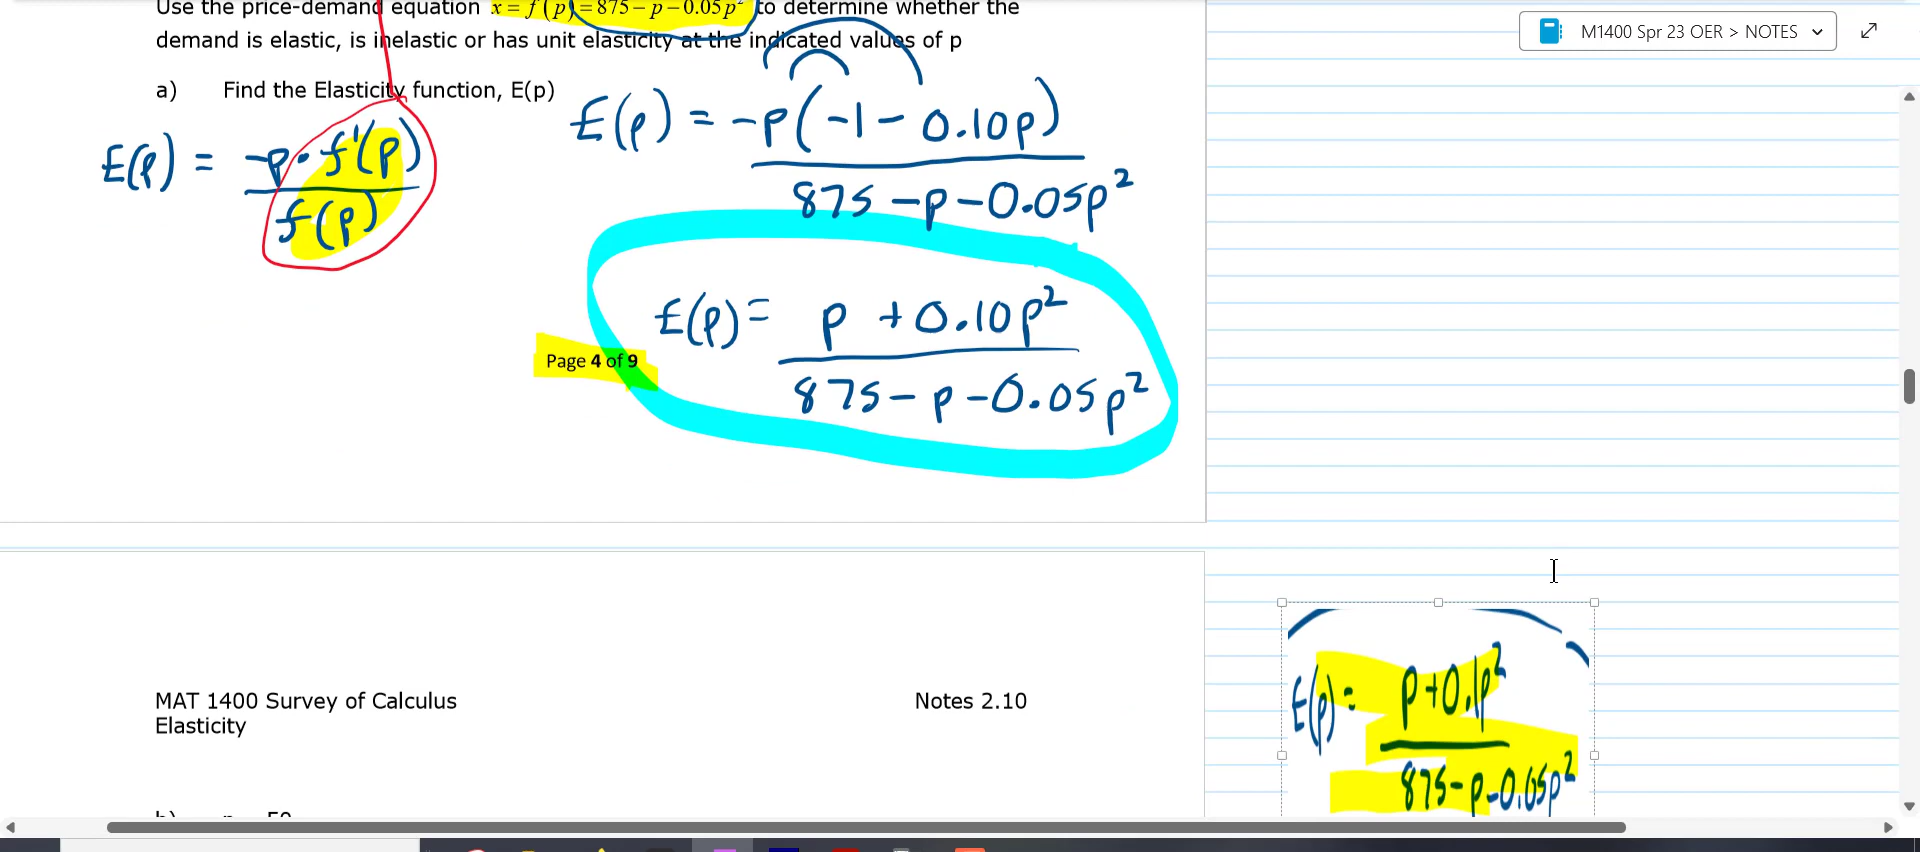 Use the price-demand equation x = f(p) = 875 – p – 0.05p² to determine whether the
M1400 Spr 23 OER > NOTES
demand is elastic, is inelastic or has unit elasticity at the indicated values of p
a) Find the Elasticity function, E(p)
E(p) = -p • f'(p)
f(p)
E(p) = -p(-1 - 0.10p)
875 - p - 0.05p²
E(p) = p + 0.10p²
875 - p - 0.05p²
Page 4 of 9
MAT 1400 Survey of Calculus
Notes 2.10
Elasticity
E(p) = p + 0.1p²
875 - p - 0.05p²